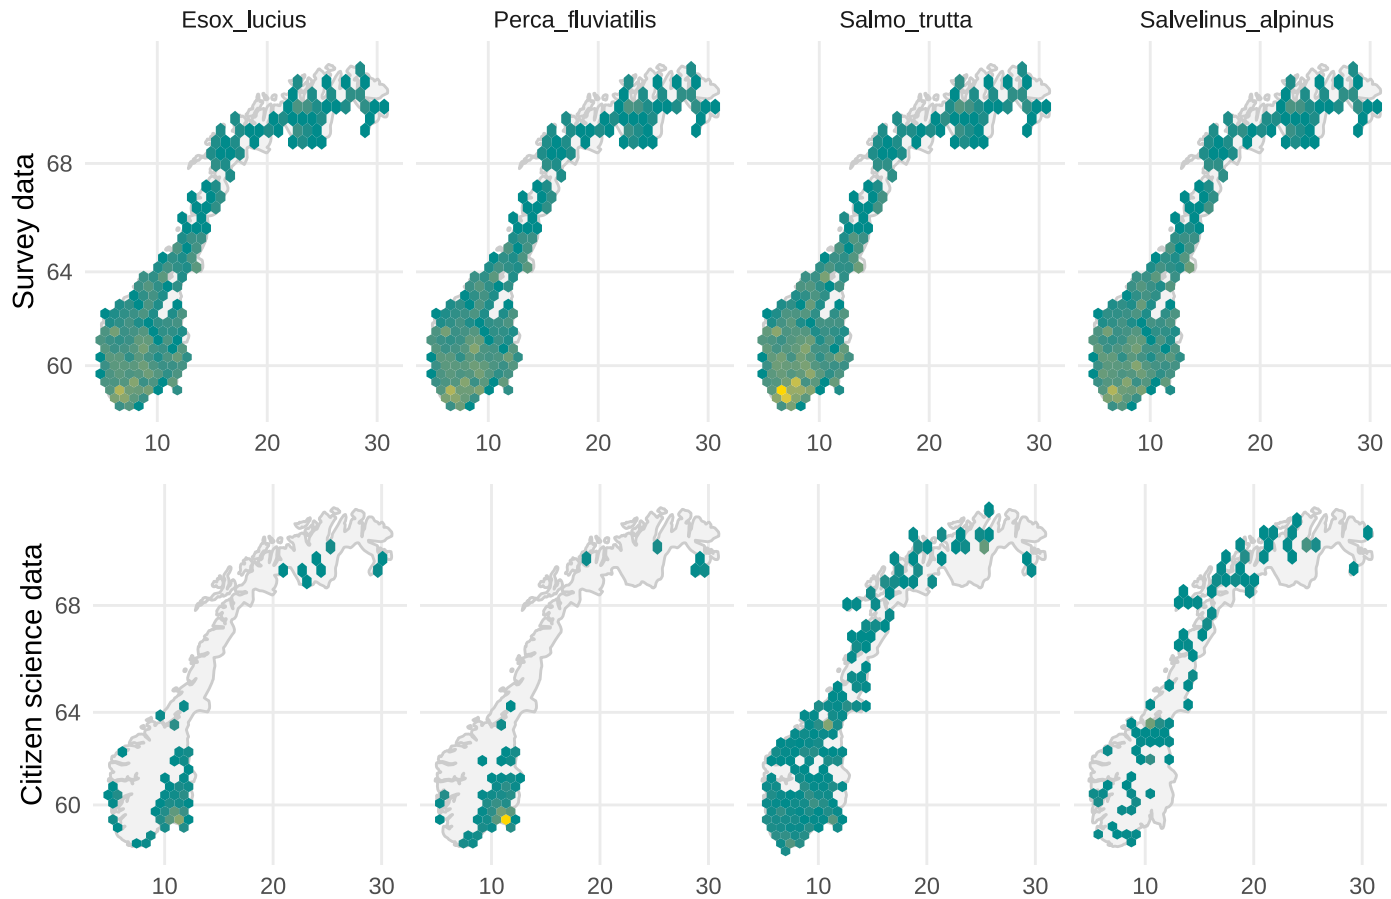 Esox_lucius Perca_fluviatilis Salmo_trutta Salvelinus_alpinus
Survey data
68
64
60
10 20 30 10 20 30 10 20 30 10 20 30
Citizen science data
68
64
60
10 20 30 10 20 30 10 20 30 10 20 30